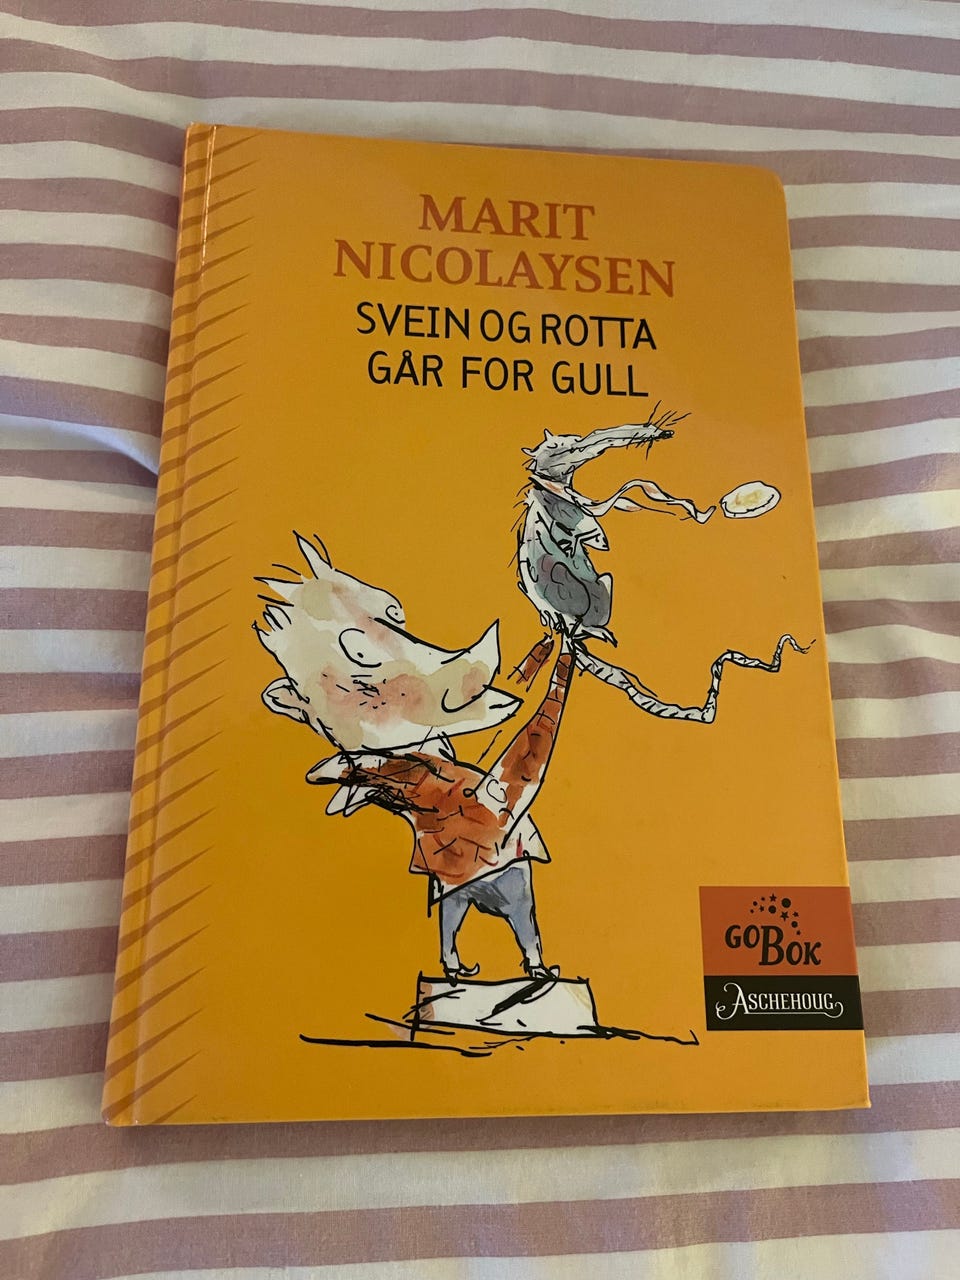 MARIT
NICOLAYSEN
SVEIN OG ROTTA
GÅR FOR GULL
GO BOK
ASCHEHOUG